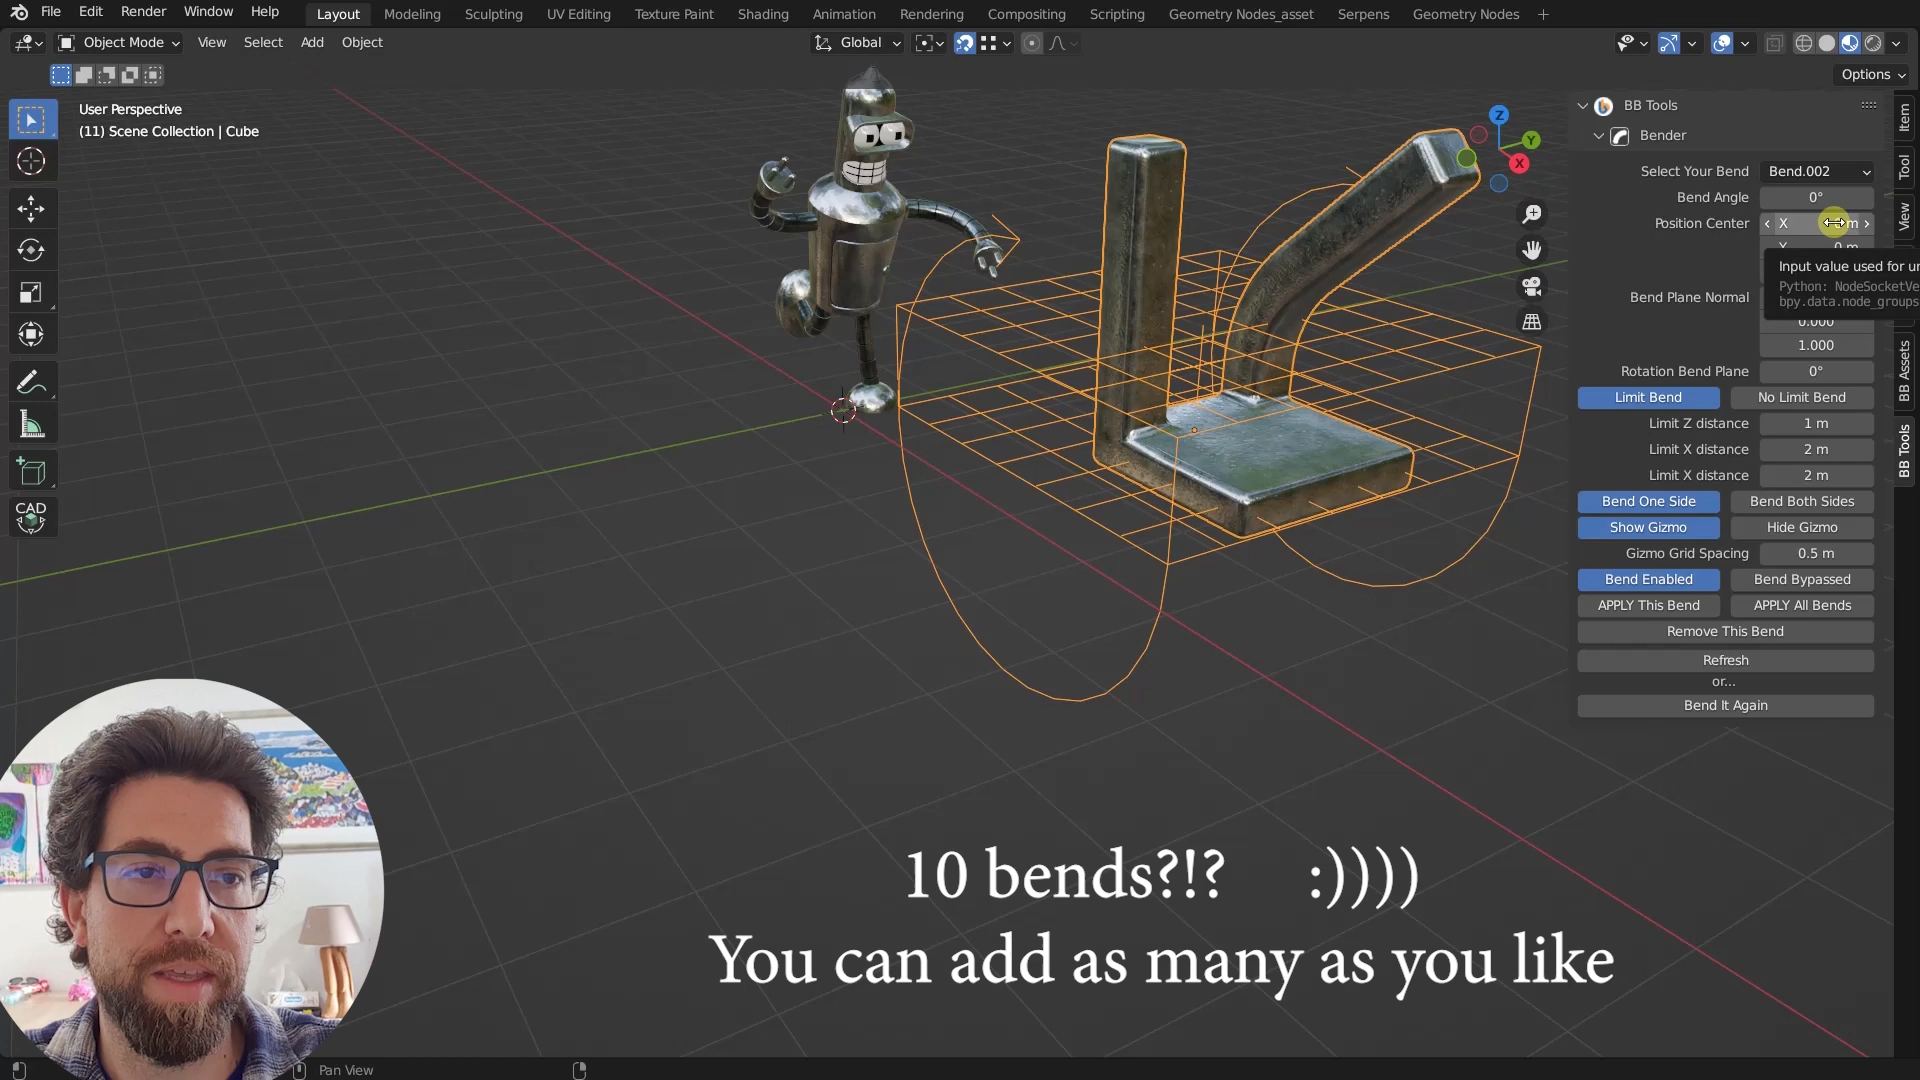 File Edit Render Window Help Layout Modeling Sculpting UV Editing Texture Paint Shading Animation Rendering Compositing Scripting Geometry Nodes_asset Serpens Geometry Nodes
Object Mode View Select Add Object Global
Options
User Perspective
(11) Scene Collection | Cube
CAD
Z
Y
X
BB Tools
Bender
Select Your Bend Bend.002
Bend Angle 0°
Position Center X m
Y 0 m
Input value used for
Python: NodeSocketVe
bpy.data.node_groups
Bend Plane Normal
0.000
1.000
Rotation Bend Plane 0°
Limit Bend No Limit Bend
Limit Z distance 1 m
Limit X distance 2 m
Limit X distance 2 m
Bend One Side Bend Both Sides
Show Gizmo Hide Gizmo
Gizmo Grid Spacing 0.5 m
Bend Enabled Bend Bypassed
APPLY This Bend APPLY All Bends
Remove This Bend
Refresh
or...
Bend It Again
Item
Tool
View
BB Assets
BB Tools
10 bends?!? :))))
You can add as many as you like
Pan View